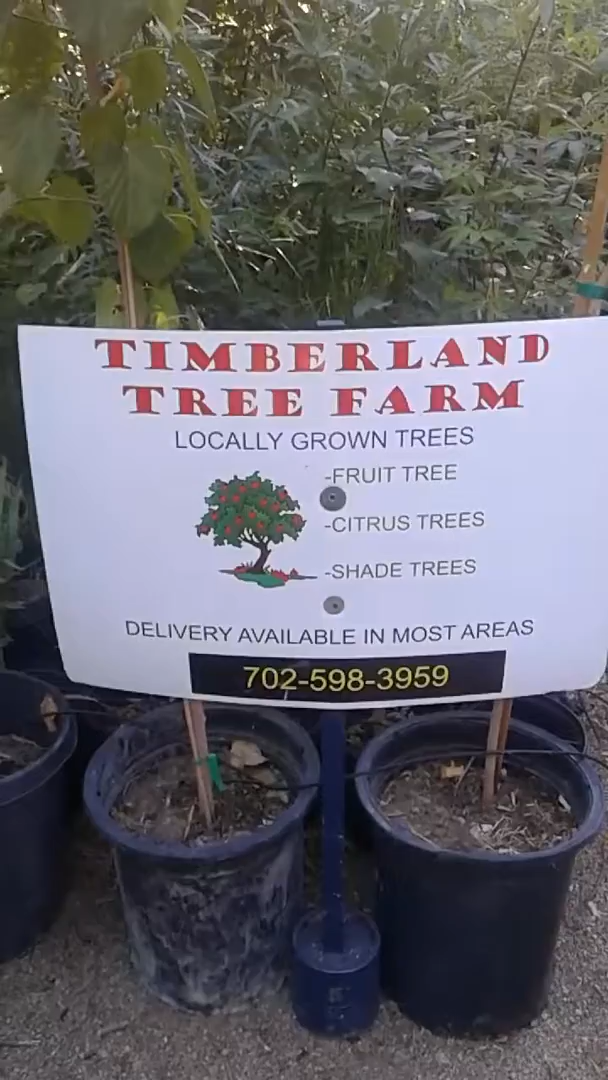 TIMBERLAND
TREE FARM
LOCALLY GROWN TREES
-FRUIT TREE
-CITRUS TREES
-SHADE TREES
DELIVERY AVAILABLE IN MOST AREAS
702-598-3959